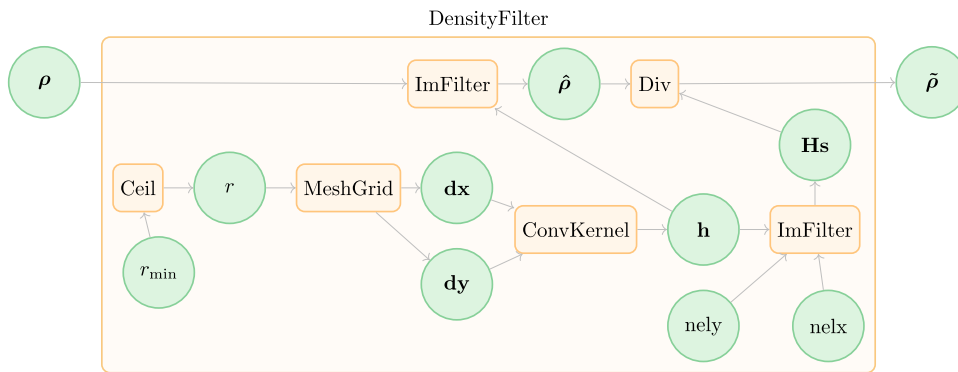 DensityFilter
ρ
ImFilter
ρ̂
Div
ρ̃
Hs
Ceil
r
MeshGrid
dx
ConvKernel
h
ImFilter
r_min
dy
nely
nelx